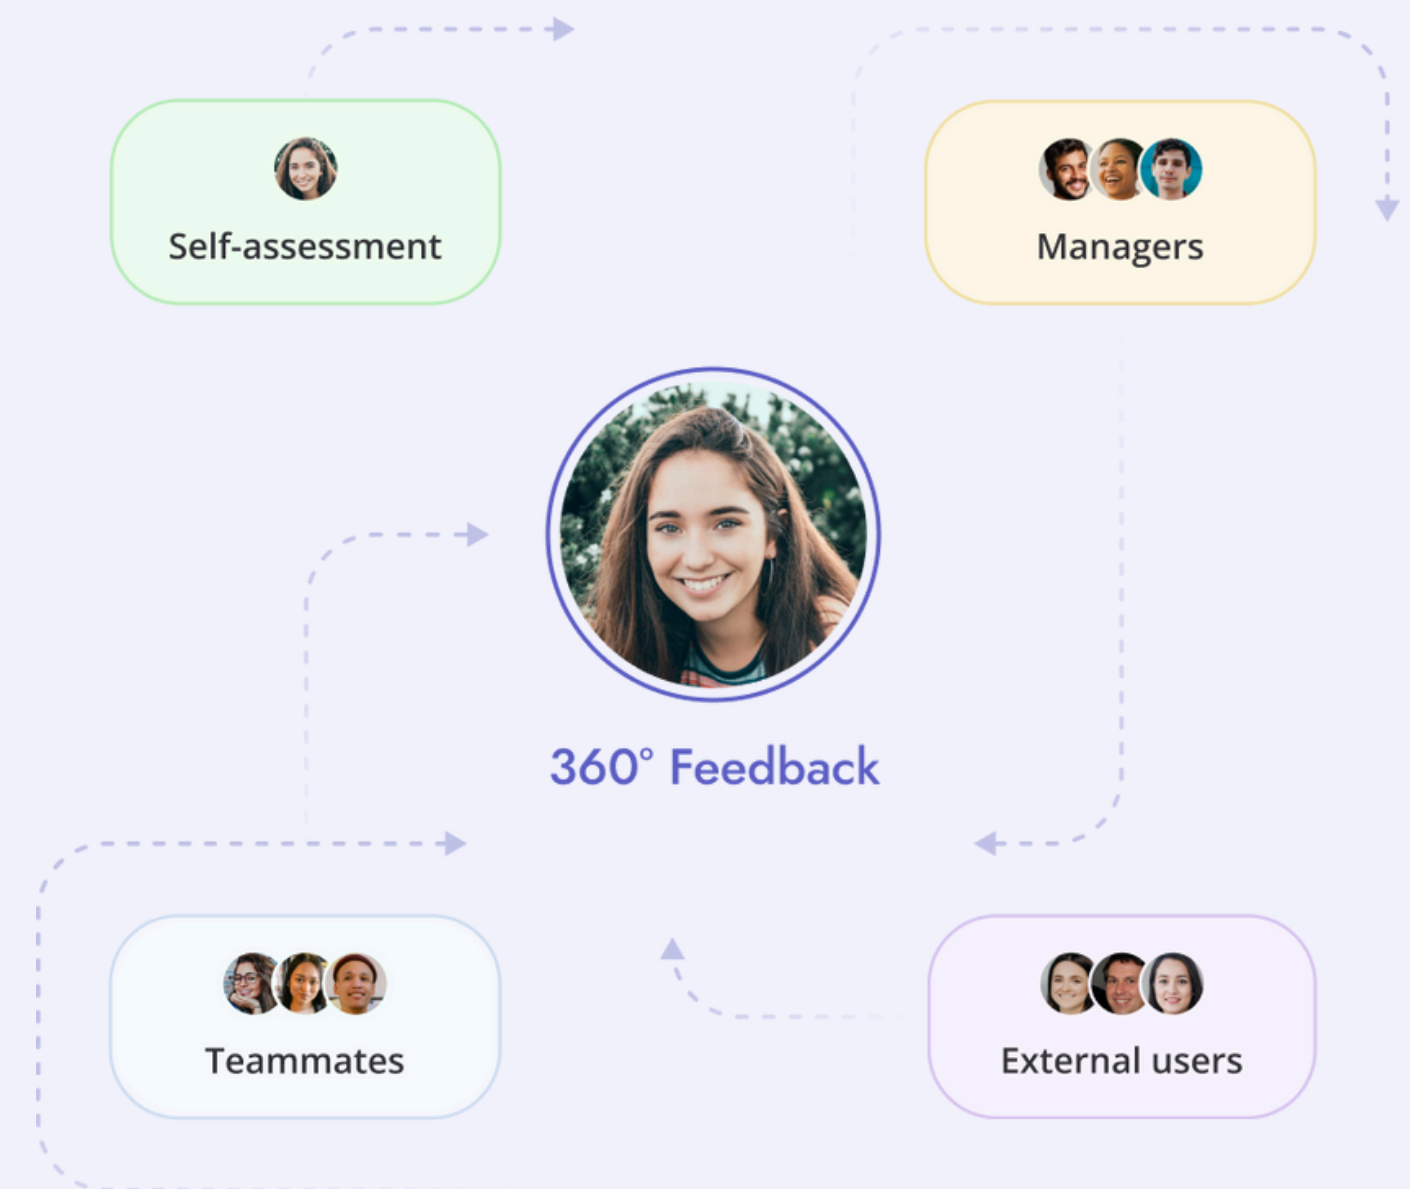 Self-assessment
Managers
360° Feedback
Teammates
External users